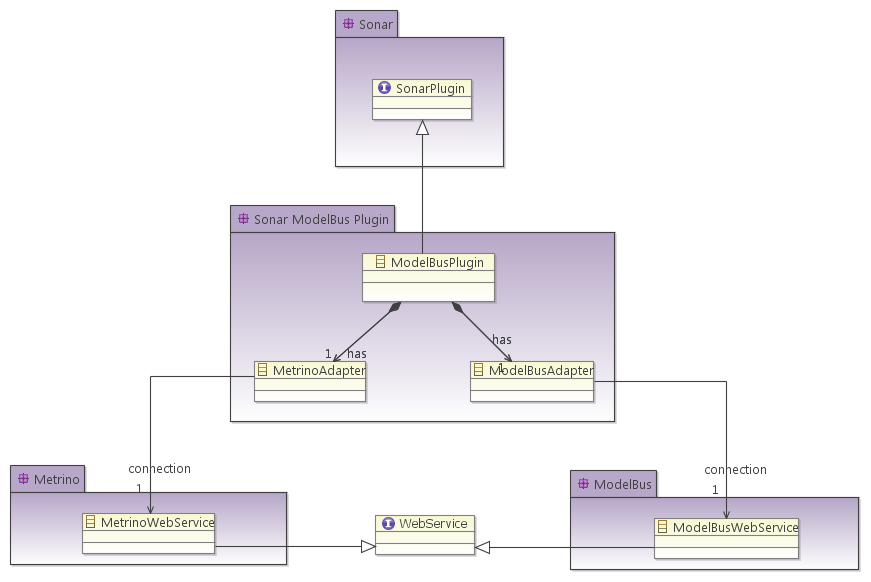 Sonar
SonarPlugin
Sonar ModelBus Plugin
ModelBusPlugin
has
1 has
1
MetrinoAdapter
ModelBusAdapter
connection
1
connection
1
Metrino
ModelBus
MetrinoWebService
WebService
ModelBusWebService